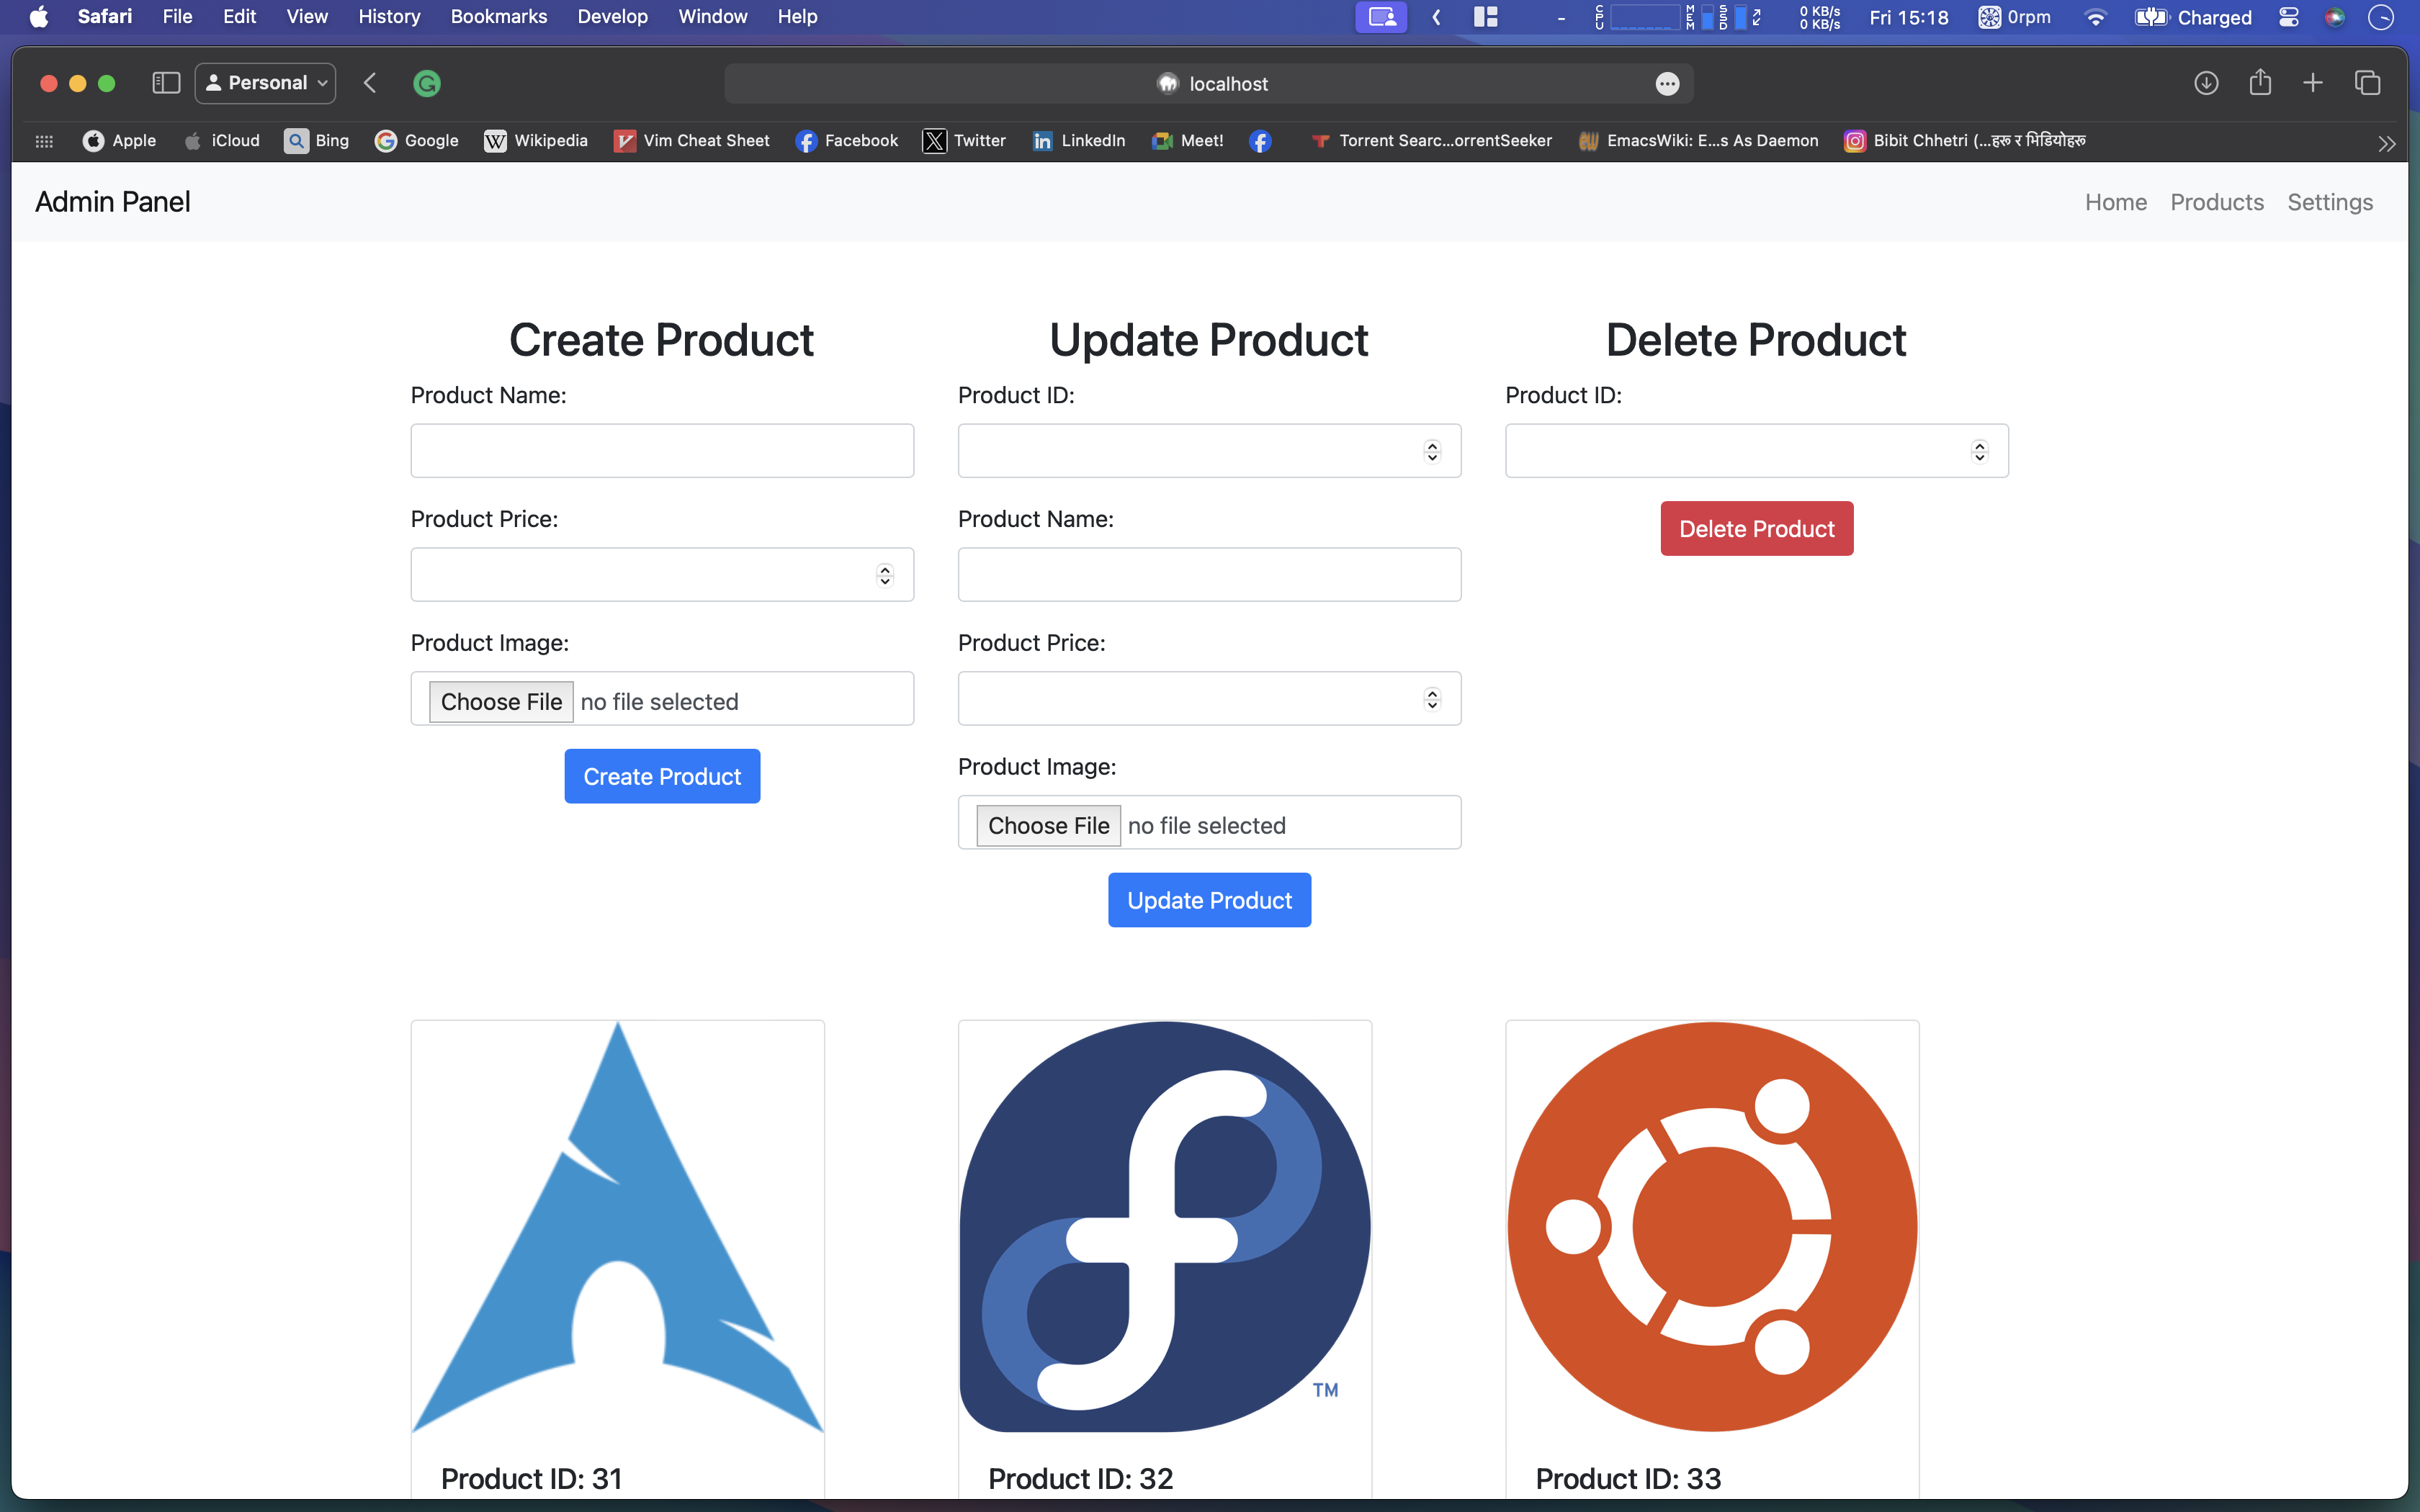 Safari File Edit View History Bookmarks Develop Window Help
- CPU MEM SSD 0 KB/s 0 KB/s Fri 15:18 0rpm Charged
Personal localhost
Apple iCloud Bing Google Wikipedia Vim Cheat Sheet Facebook Twitter LinkedIn Meet! Torrent Searc...orrentSeeker EmacsWiki: E...s As Daemon Bibit Chhetri (...हरू र भिडियोहरू
Admin Panel Home Products Settings
Create Product
Product Name:
Product Price:
Product Image:
Choose File no file selected
Create Product
Update Product
Product ID:
Product Name:
Product Price:
Product Image:
Choose File no file selected
Update Product
Delete Product
Product ID:
Delete Product
TM
Product ID: 31
Product ID: 32
Product ID: 33